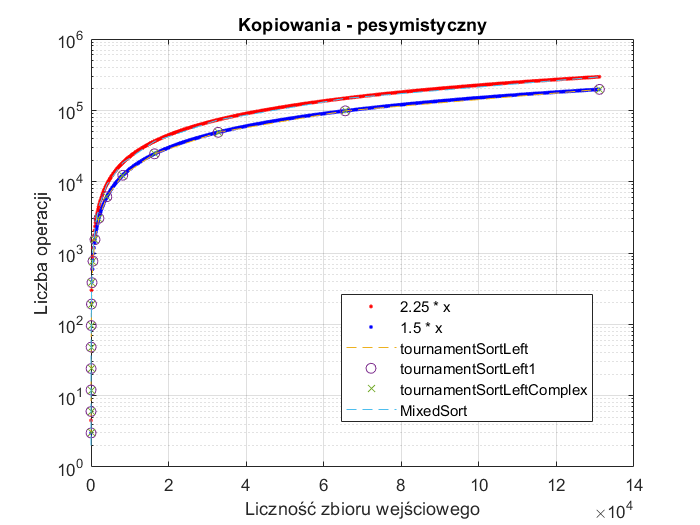 Kopiowania - pesymistyczny
10^6
10^5
10^4
10^3
10^2
10^1
10^0
Liczba operacji
2.25 * x
1.5 * x
tournamentSortLeft
tournamentSortLeft1
tournamentSortLeftComplex
MixedSort
0 2 4 6 8 10 12 14
×10^4
Liczność zbioru wejściowego